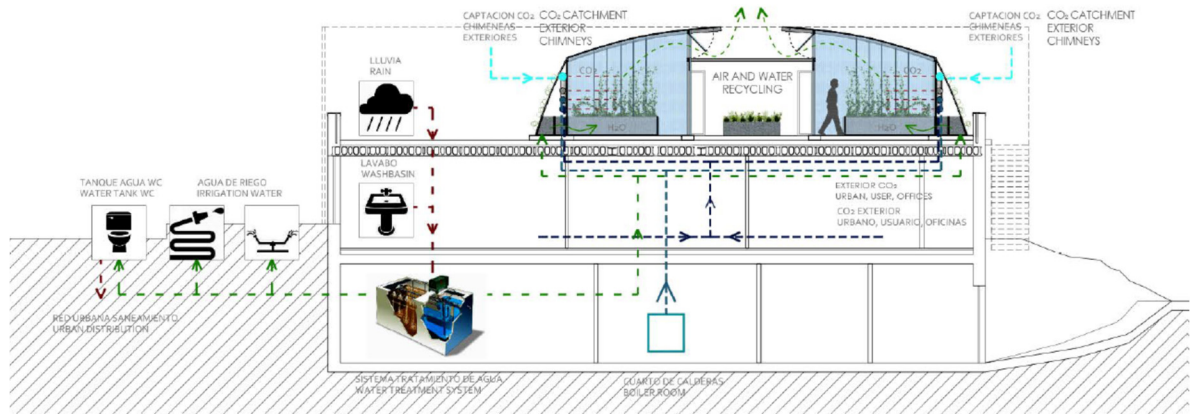 CAPTACION CO₂
CHIMENEAS
EXTERIORES
CO₂ CATCHMENT
EXTERIOR
CHIMNEYS
CAPTACION CO₂
CHIMENEAS
EXTERIORES
CO₂ CATCHMENT
EXTERIOR
CHIMNEYS
LLUVIA
RAIN
CO₂
CO₂
AIR AND WATER
RECYCLING
H₂O
H₂O
LAVABO
WASHBASIN
TANQUE AGUA WC
WATER TANK WC
AGUA DE RIEGO
IRRIGATION WATER
EXTERIOR CO₂
URBAN, USER, OFFICES
CO₂ EXTERIOR
URBANO, USUARIO, OFICINAS
RED URBANA SANEAMIENTO
URBAN DISTRIBUTION
SISTEMA TRATAMIENTO DE AGUA
WATER TREATMENT SYSTEM
CUARTO DE CALDERAS
BOILER ROOM